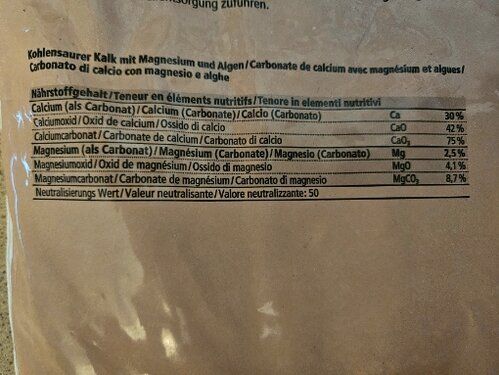 zuführen.
Kohlensaurer Kalk mit Magnesium und Algen/Carbonate de calcium avec magnésium et algues/
Carbonato di calcio con magnesio e alghe
Nährstoffgehalt/Teneur en éléments nutritifs/Tenore in elementi nutritivi
Calcium (als Carbonat)/Calcium (Carbonate)/Calcio (Carbonato) Ca 30%
Calciumoxid/Oxid de calcium/Ossido di calcio CaO 42%
Calciumcarbonat/Carbonate de calcium/Carbonato di calcio CaO₃ 75%
Magnesium (als Carbonat)/Magnésium (Carbonate)/Magnesio (Carbonato) Mg 2,5%
Magnesiumoxid/Oxid de magnésium/Ossido di magnesio MgO 4,1%
Magnesiumcarbonat/Carbonate de magnésium/Carbonato di magnesio MgCO₃ 8,7%
Neutralisierungs Wert/Valeur neutralisante/Valore neutralizzante: 50